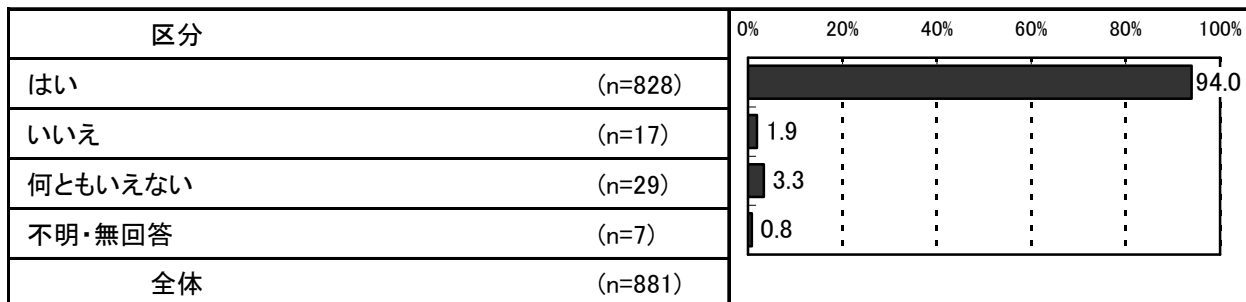 区分 0% 20% 40% 60% 80% 100%
はい (n=828) 94.0
いいえ (n=17) 1.9
何ともいえない (n=29) 3.3
不明・無回答 (n=7) 0.8
全体 (n=881)